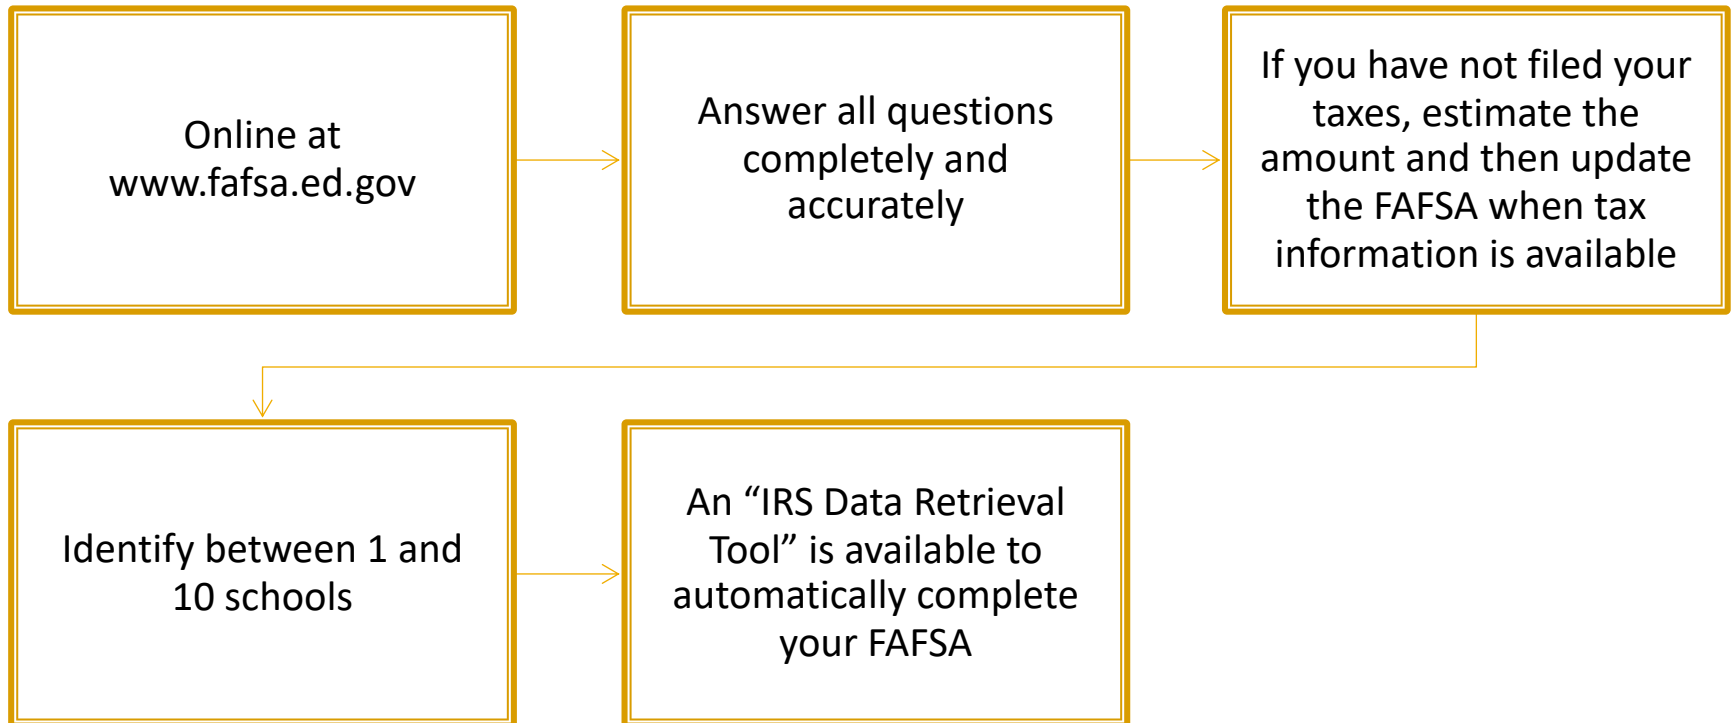 Online at
www.fafsa.ed.gov
Answer all questions
completely and
accurately
If you have not filed your
taxes, estimate the
amount and then update
the FAFSA when tax
information is available
Identify between 1 and
10 schools
An “IRS Data Retrieval
Tool” is available to
automatically complete
your FAFSA